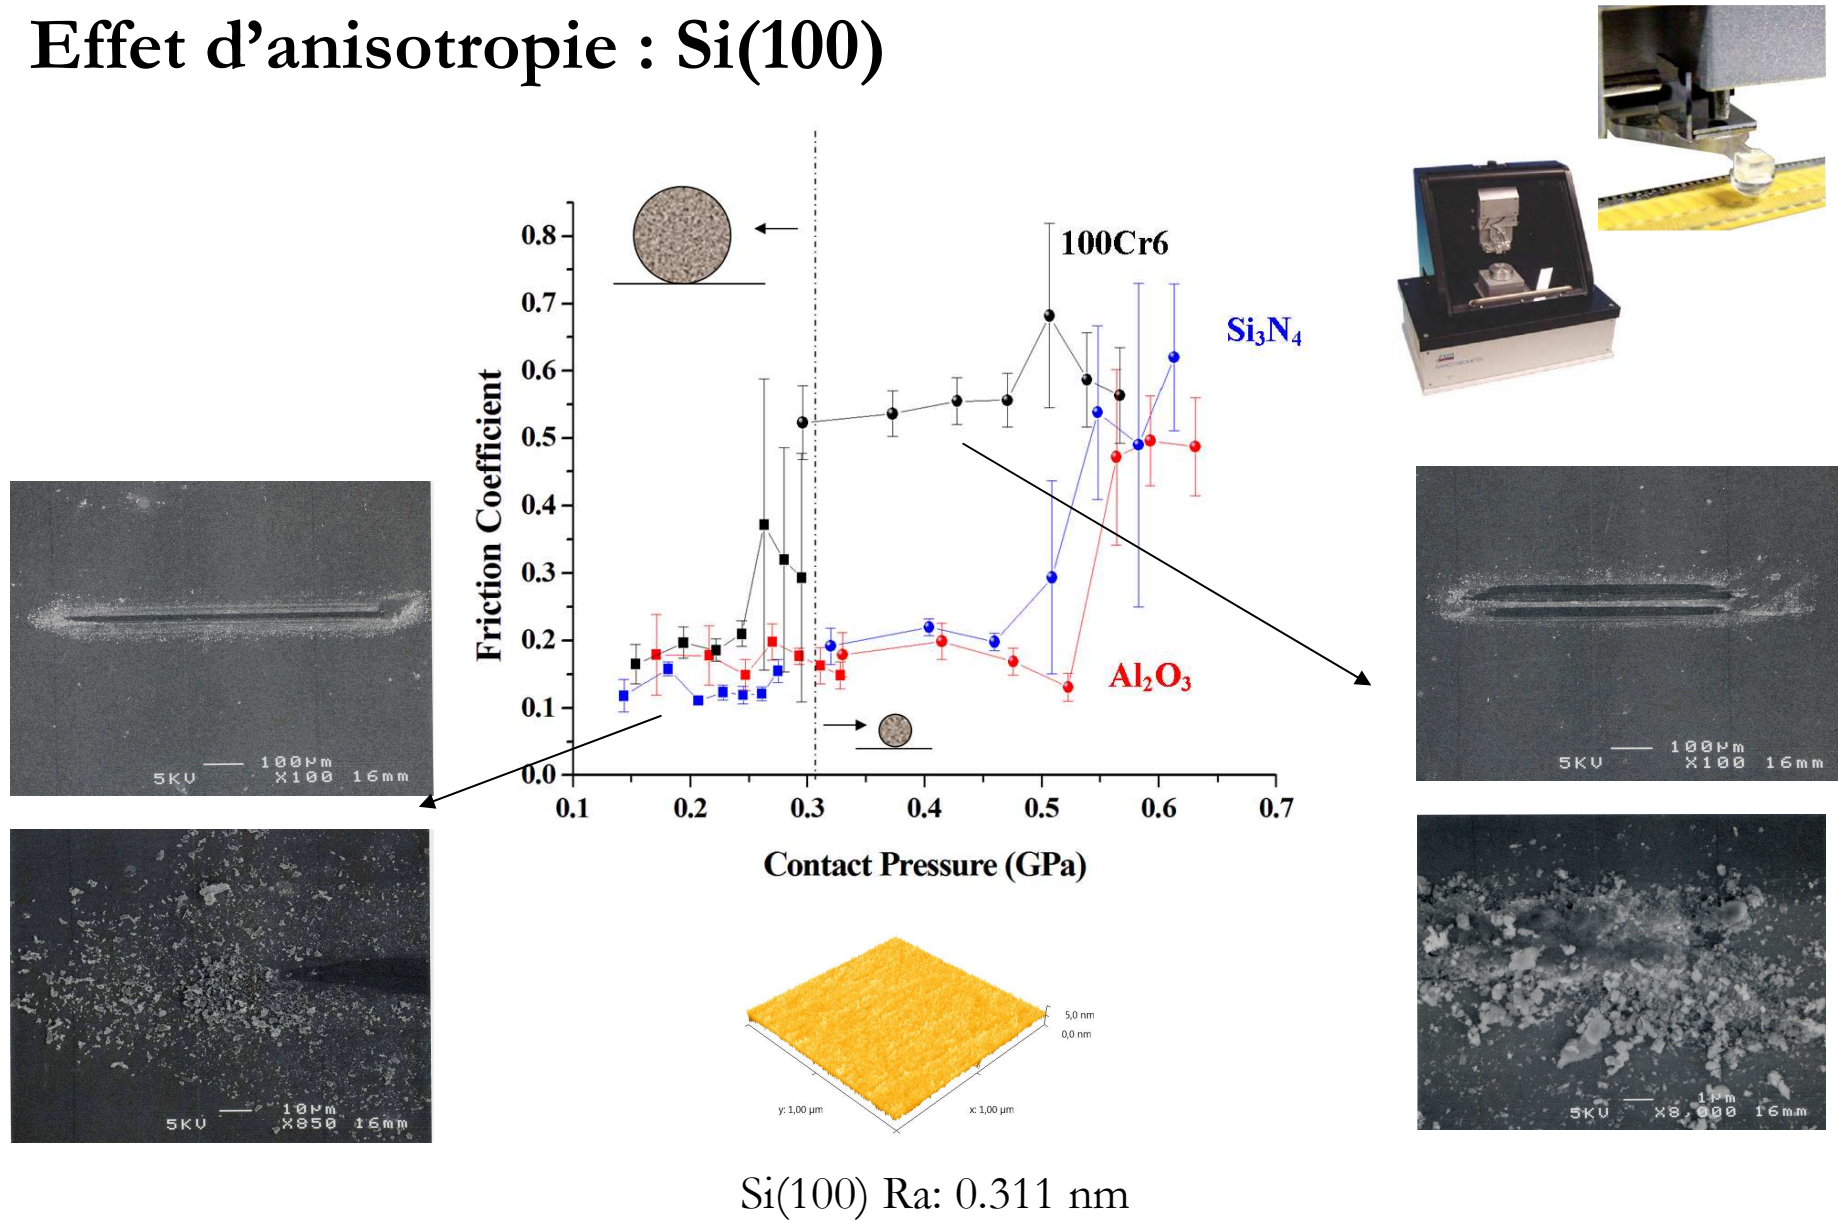 Effet d’anisotropie : Si(100)
100Cr6
Si₃N₄
Al₂O₃
Friction Coefficient
0.8
0.7
0.6
0.5
0.4
0.3
0.2
0.1
0.0
0.1 0.2 0.3 0.4 0.5 0.6 0.7
Contact Pressure (GPa)
100µm
5KV X100 16mm
10µm
5KV X850 16mm
100µm
5KV X100 16mm
1µm
5KV X8,000 16mm
5,0 nm
0,0 nm
y: 1,00 µm
x: 1,00 µm
Si(100) Ra: 0.311 nm